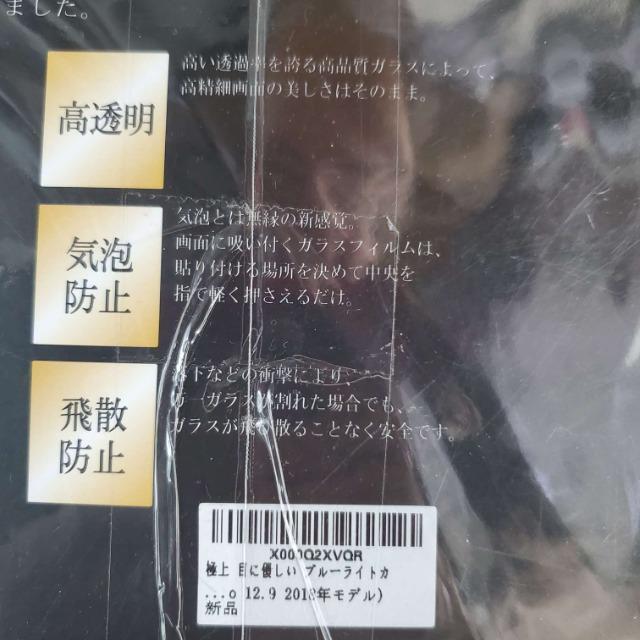 ました。
高透明
高い透過率を誇る高品質ガラスによって、
高精細画面の美しさはそのまま。
気泡
防止
気泡とは無縁の新感覚。
画面に吸い付くガラスフィルムは、
貼り付ける場所を決めて中央を
指で軽く押さえるだけ。
飛散
防止
落下などの衝撃により、
万一ガラスが割れた場合でも、
ガラスが飛び散ることなく安全です。
X000Q2XVQR
極上 目に優しい ブルーライトカ
...o 12.9 2018年モデル)
新品